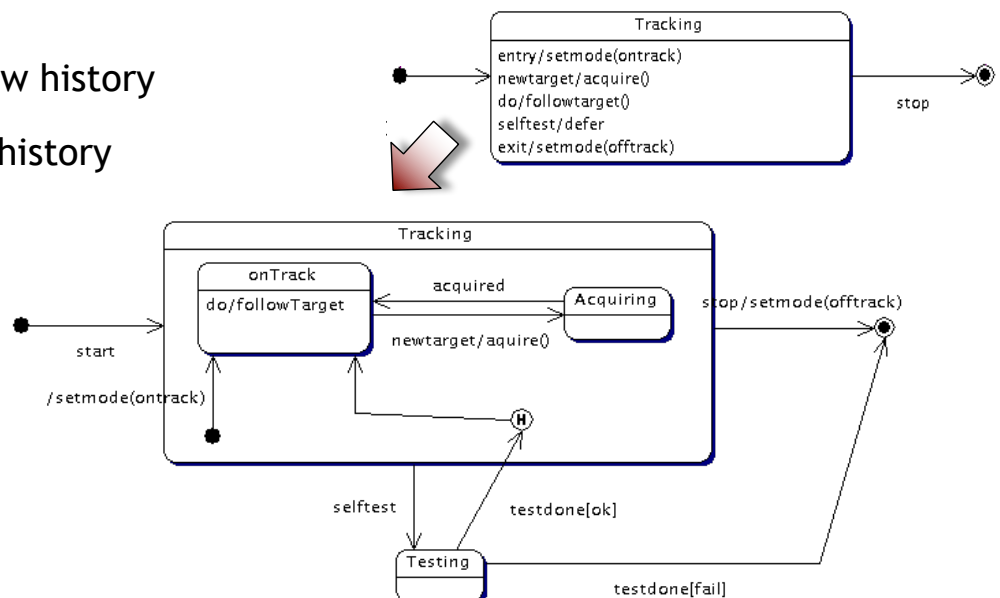 w history
history
Tracking
entry/setmode(ontrack)
newtarget/acquire()
do/followtarget()
selftest/defer
exit/setmode(offtrack)
stop
Tracking
onTrack
do/followTarget
acquired
Acquiring
newtarget/aquire()
stop/setmode(offtrack)
start
/setmode(ontrack)
H
selftest
testdone[ok]
Testing
testdone[fail]